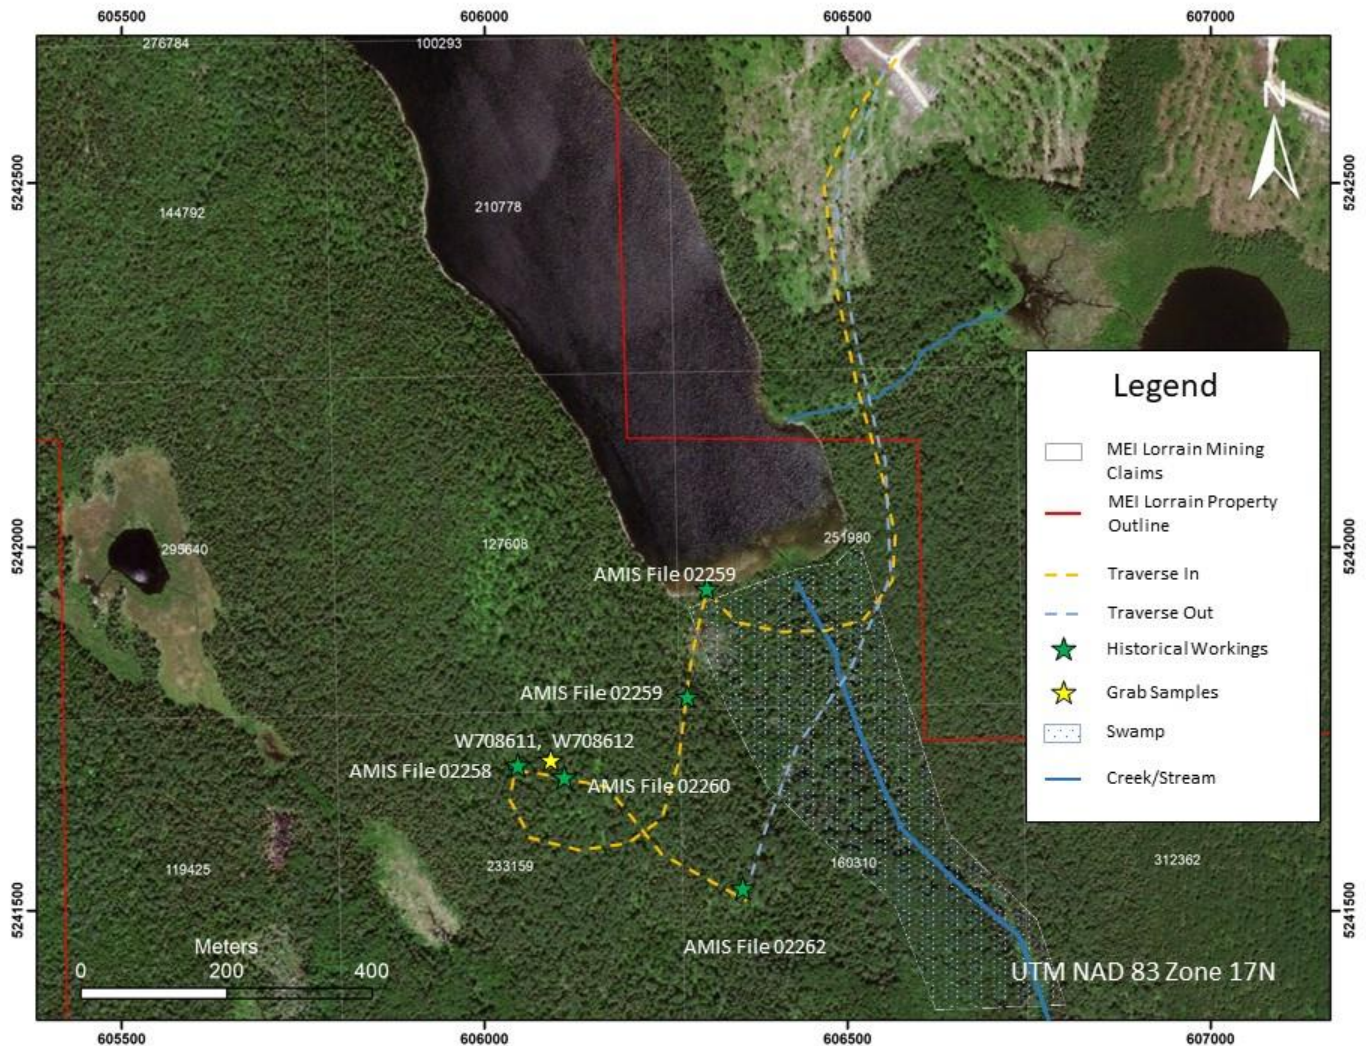 605500
606000
606500
607000
276784
100293
N
5242500
5242500
144792
210778
Legend
MEI Lorrain Mining
Claims
MEI Lorrain Property
Outline
Traverse In
Traverse Out
Historical Workings
Grab Samples
Swamp
Creek/Stream
5242000
5242000
295640
127608
251980
AMIS File 02259
AMIS File 02259
W708611, W708612
AMIS File 02258
AMIS File 02260
119425
233159
160310
312362
5241500
5241500
AMIS File 02262
Meters
0 200 400
UTM NAD 83 Zone 17N
605500
606000
606500
607000